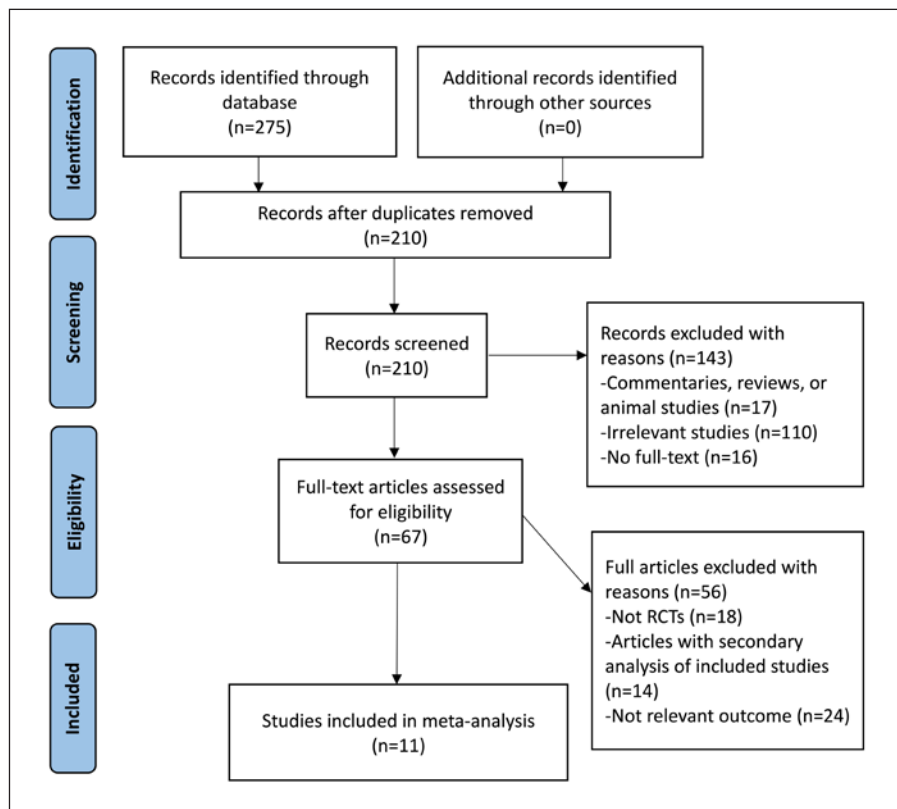 Identification
Records identified through
database
(n=275)
Additional records identified
through other sources
(n=0)
Records after duplicates removed
(n=210)
Screening
Records screened
(n=210)
Records excluded with
reasons (n=143)
-Commentaries, reviews, or
animal studies (n=17)
-Irrelevant studies (n=110)
-No full-text (n=16)
Eligibility
Full-text articles assessed
for eligibility
(n=67)
Full articles excluded with
reasons (n=56)
-Not RCTs (n=18)
-Articles with secondary
analysis of included studies
(n=14)
-Not relevant outcome (n=24)
Included
Studies included in meta-analysis
(n=11)